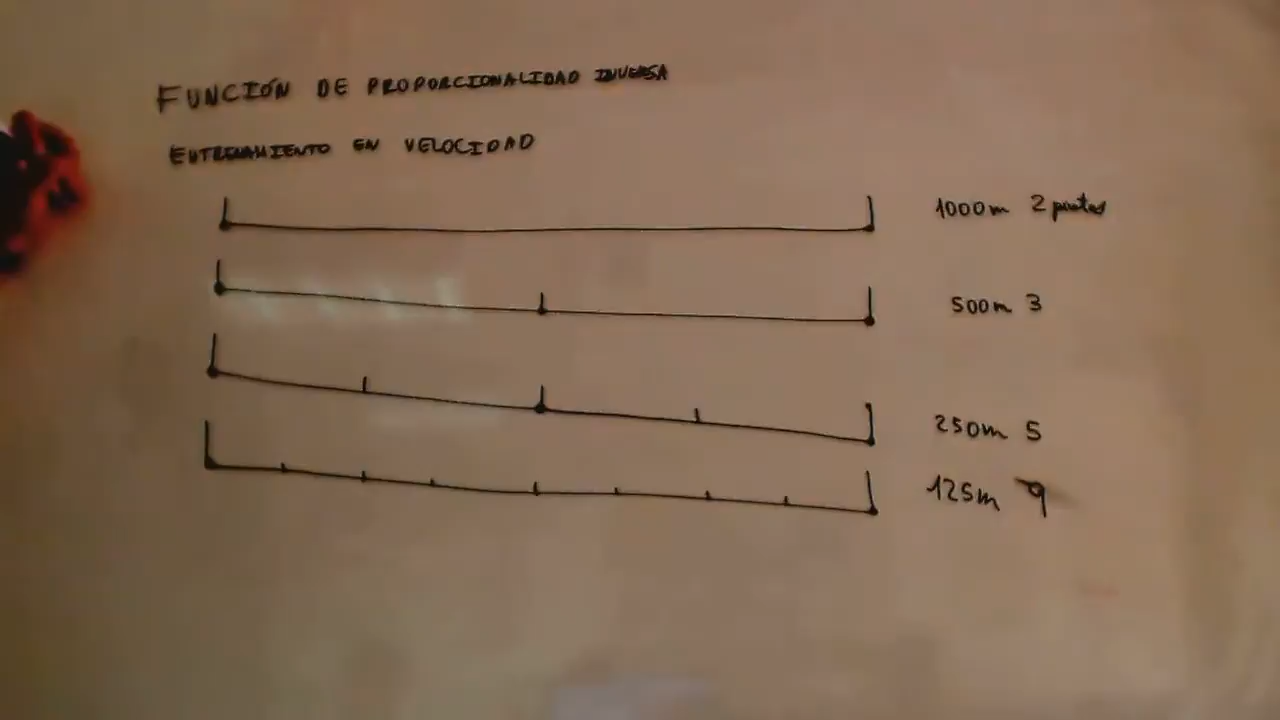 FUNCIÓN DE PROPORCIONALIDAD INVERSA
ENTRENAMIENTO EN VELOCIDAD
1000m 2 puntos
500m 3
250m 5
125m 9